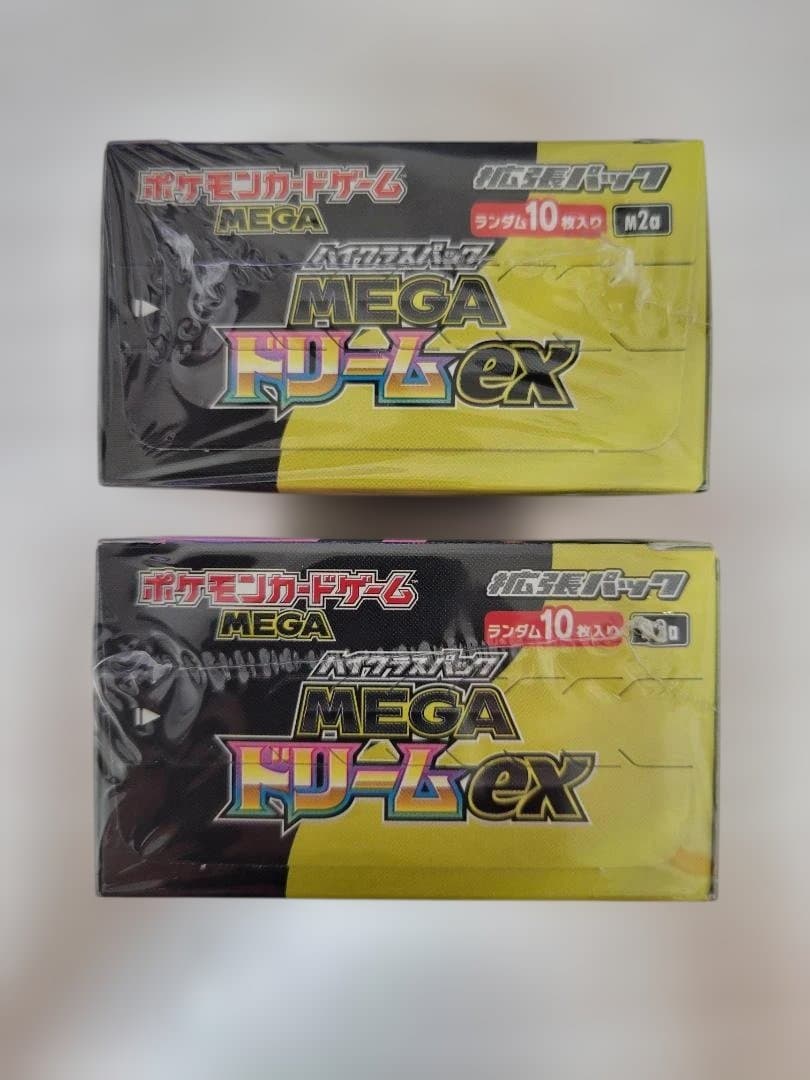 ポケモンカードゲーム
MEGA
拡張パック
ランダム10枚入り M2a
ハイクラスパック
MEGA
ドリームex
ポケモンカードゲーム
MEGA
拡張パック
ランダム10枚入り
ハイクラスパック
MEGA
ドリームex